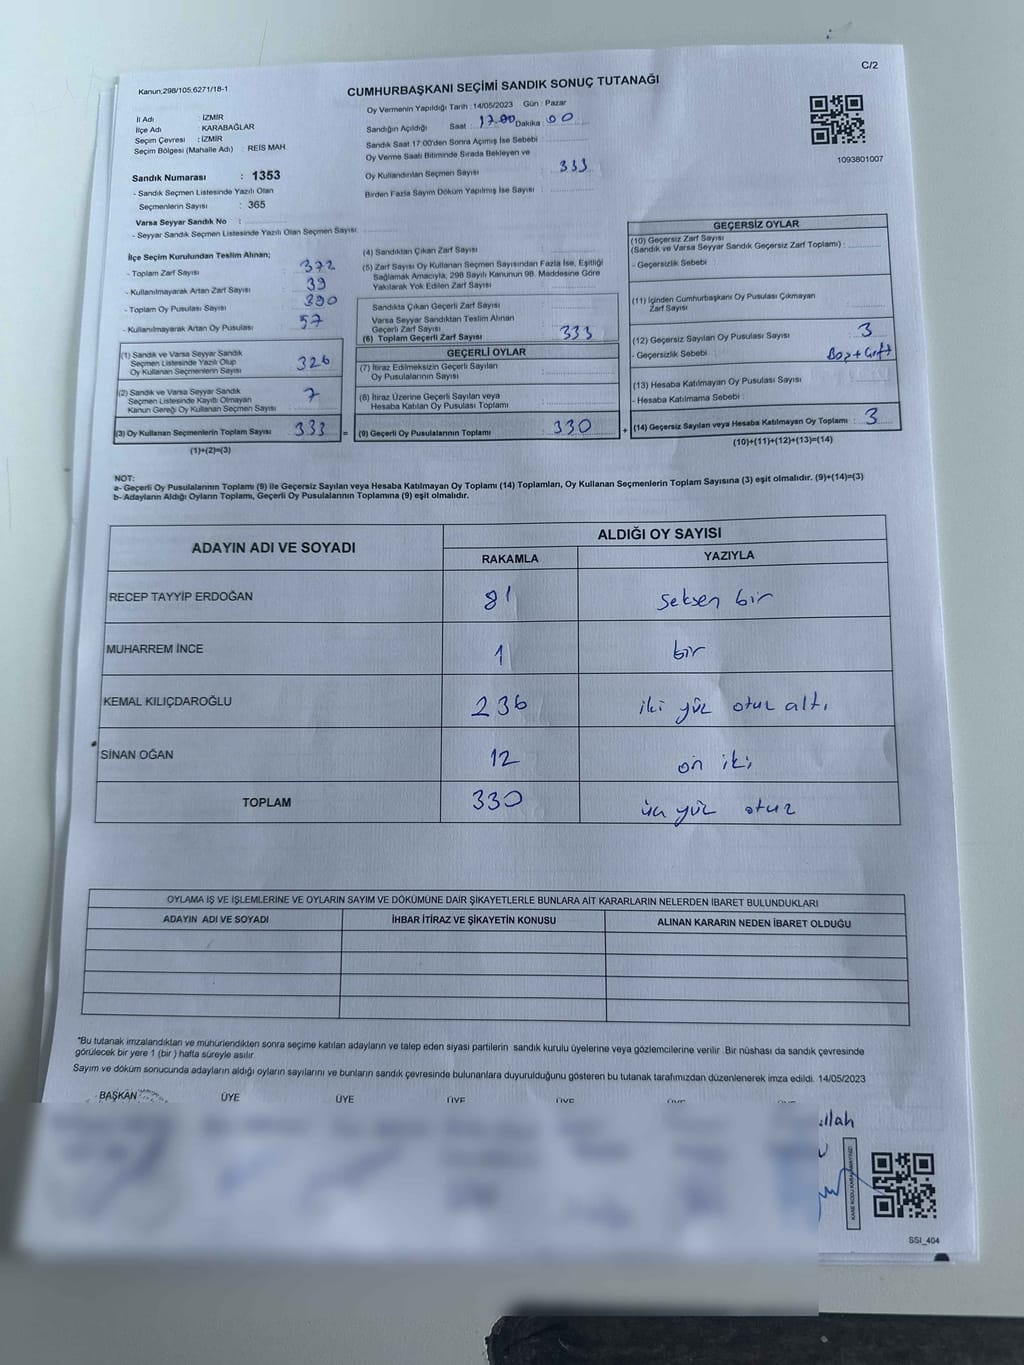 C/2
Kanun,298/105;6271/18-1
CUMHURBAŞKANI SEÇİMİ SANDIK SONUÇ TUTANAĞI
İl Adı : İZMİR
İlçe Adı : KARABAĞLAR
Seçim Çevresi : İZMİR
Seçim Bölgesi (Mahalle Adı) : REİS MAH.
Sandık Numarası : 1353
- Sandık Seçmen Listesinde Yazılı Olan
Seçmenlerin Sayısı : 365
Varsa Seyyar Sandık No :
- Seyyar Sandık Seçmen Listesinde Yazılı Olan Seçmen Sayısı:
Oy Vermenin Yapıldığı Tarih : 14/05/2023 Gün : Pazar
Sandığın Açıldığı Saat : 17.00 Dakika : 00
Sandık Saat 17:00'den Sonra Açımış İse Sebebi :
Oy Verme Saati Bitiminde Sırada Bekleyen ve
Oy Kullandırılan Seçmen Sayısı : 333
Birden Fazla Sayım Döküm Yapılmış İse Sayısı :
1093801007
İlçe Seçim Kurulundan Teslim Alınan;
- Toplam Zarf Sayısı : 372
- Kullanılmayarak Artan Zarf Sayısı : 39
- Toplam Oy Pusulası Sayısı : 390
- Kullanılmayarak Artan Oy Pusulası : 57
(1) Sandık ve Varsa Seyyar Sandık
Seçmen Listesinde Yazılı Olup
Oy Kullanan Seçmenlerin Sayısı : 326
(2) Sandık ve Varsa Seyyar Sandık
Seçmen Listesinde Kayıtlı Olmayan
Kanun Gereği Oy Kullanan Seçmen Sayısı : 7
(3) Oy Kullanan Seçmenlerin Toplam Sayısı : 333 =
(1)+(2)=(3)
(4) Sandıktan Çıkan Zarf Sayısı :
(5) Zarf Sayısı Oy Kullanan Seçmen Sayısından Fazla İse, Eşitliği
Sağlamak Amacıyla; 298 Sayılı Kanunun 98. Maddesine Göre
Yakılarak Yok Edilen Zarf Sayısı :
Sandıkta Çıkan Geçerli Zarf Sayısı :
Varsa Seyyar Sandıktan Teslim Alınan
Geçerli Zarf Sayısı :
(6) Toplam Geçerli Zarf Sayısı : 333
GEÇERLİ OYLAR
(7) İtiraz Edilmeksizin Geçerli Sayılan
Oy Pusulalarının Sayısı :
(8) İtiraz Üzerine Geçerli Sayılan veya
Hesaba Katılan Oy Pusulası Toplamı :
(9) Geçerli Oy Pusulalarının Toplamı : 330 +
GEÇERSİZ OYLAR
(10) Geçersiz Zarf Sayısı
(Sandık ve Varsa Seyyar Sandık Geçersiz Zarf Toplamı) :
- Geçersizlik Sebebi :
(11) İçinden Cumhurbaşkanı Oy Pusulası Çıkmayan
Zarf Sayısı :
(12) Geçersiz Sayılan Oy Pusulası Sayısı : 3
- Geçersizlik Sebebi : Boş+Çift
(13) Hesaba Katılmayan Oy Pusulası Sayısı :
- Hesaba Katılmama Sebebi :
(14) Geçersiz Sayılan veya Hesaba Katılmayan Oy Toplamı : 3
(10)+(11)+(12)+(13)=(14)
NOT:
a- Geçerli Oy Pusulalarının Toplamı (9) ile Geçersiz Sayılan veya Hesaba Katılmayan Oy Toplamı (14) Toplamları, Oy Kullanan Seçmenlerin Toplam Sayısına (3) eşit olmalıdır. (9)+(14)=(3)
b- Adayların Aldığı Oyların Toplamı, Geçerli Oy Pusulalarının Toplamına (9) eşit olmalıdır.
ADAYIN ADI VE SOYADI ALDIĞI OY SAYISI
RAKAMLA YAZIYLA
RECEP TAYYİP ERDOĞAN 81 seksen bir
MUHARREM İNCE 1 bir
KEMAL KILIÇDAROĞLU 236 iki yüz otuz altı
SİNAN OĞAN 12 on iki
TOPLAM 330 üç yüz otuz
OYLAMA İŞ VE İŞLEMLERİNE VE OYLARIN SAYIM VE DÖKÜMÜNE DAİR ŞİKAYETLERLE BUNLARA AİT KARARLARIN NELERDEN İBARET BULUNDUKLARI
ADAYIN ADI VE SOYADI İHBAR İTİRAZ VE ŞİKAYETİN KONUSU ALINAN KARARIN NEDEN İBARET OLDUĞU
*Bu tutanak imzalandıktan ve mühürlendikten sonra seçime katılan adayların ve talep eden siyasi partilerin sandık kurulu üyelerine veya gözlemcilerine verilir. Bir nüshası da sandık çevresinde
görülecek bir yere 1 (bir) hafta süreyle asılır.
Sayım ve döküm sonucunda adayların aldığı oyların sayılarını ve bunların sandık çevresinde bulunanlara duyurulduğunu gösteren bu tutanak tarafımızdan düzenlenerek imza edildi. 14/05/2023
BAŞKAN ÜYE ÜYE ÜYE ÜYE
llah
SSI_404